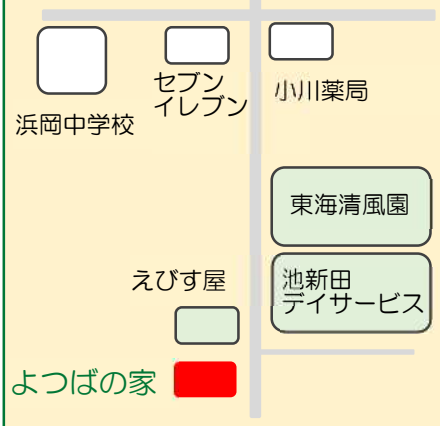 セブン
イレブン
小川薬局
浜岡中学校
東海清風園
えびす屋
池新田
デイサービス
よつばの家